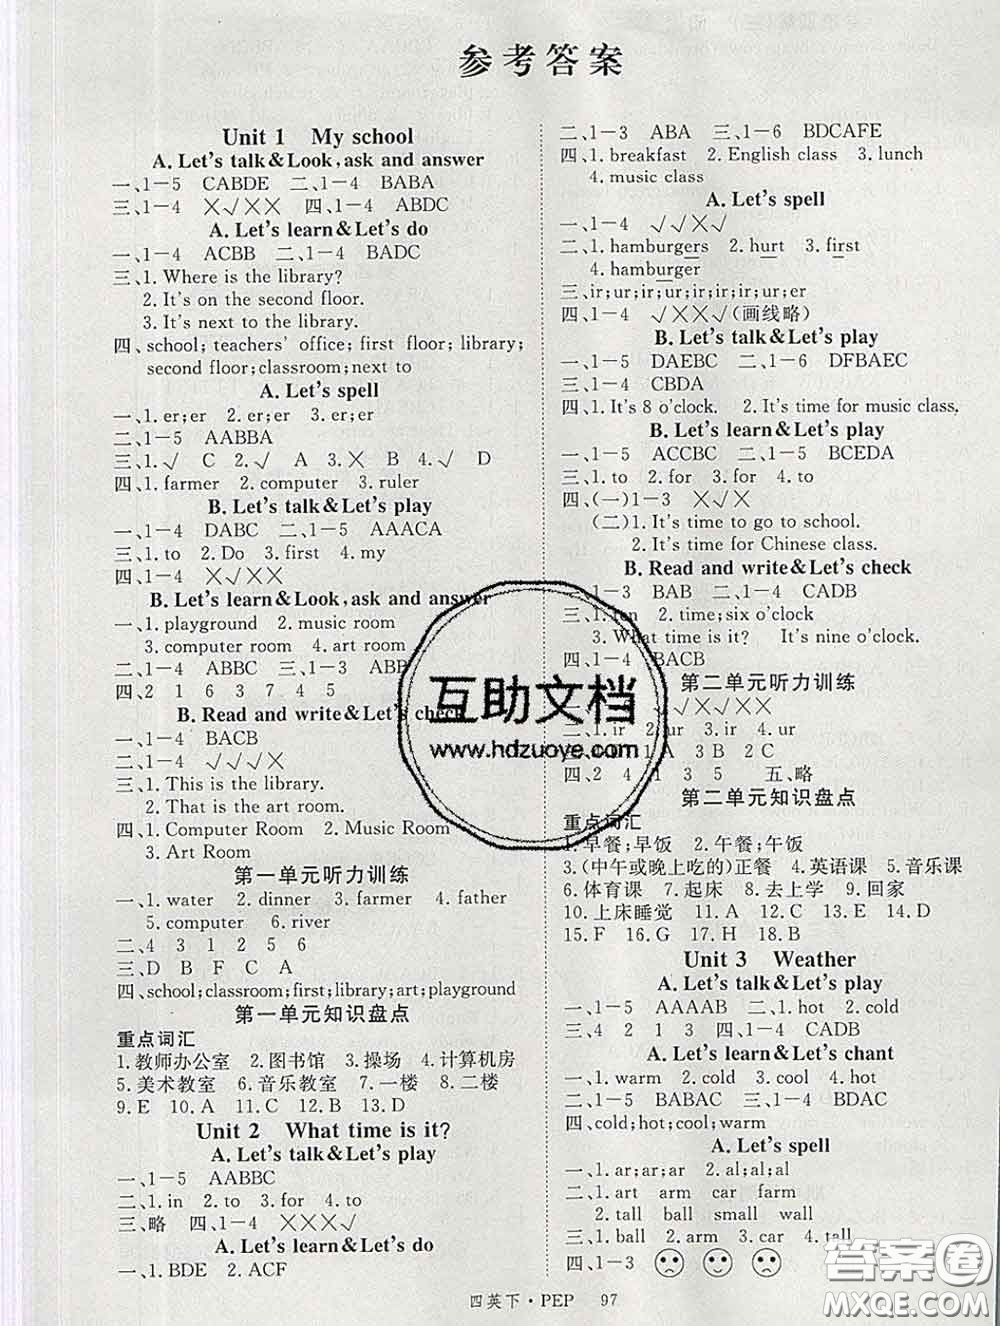 参考答案
Unit 1 My school
A. Let's talk & Look, ask and answer
一、1－5 CABDE 二、1－4 BABA
三、1－4 ×√×× 四、1－4 ABDC
A. Let's learn & Let's do
一、1－4 ACBB 二、1－4 BADC
三、1. Where is the library?
2. It's on the second floor.
3. It's next to the library.
四、school; teachers' office; first floor; library;
second floor; classroom; next to
A. Let's spell
一、1. er; er 2. er; er 3. er; er
二、1－5 AABBA
三、1. √ C 2. √ A 3. × B 4. √ D
四、1. farmer 2. computer 3. ruler
B. Let's talk & Let's play
一、1－4 DABC 二、1－5 AAACA
三、1. to 2. Do 3. first 4. my
四、1－4 ×√××
B. Let's learn & Look, ask and answer
一、1. playground 2. music room
3. computer room 4. art room
二、1－4 ABBC 三、1－3 ABB
四、2 1 6 3 7 4 5
B. Read and write & Let's check
一、1－4 BACB
二、1－4 √√√×
三、1. This is the library.
2. That is the art room.
四、1. Computer Room 2. Music Room
3. Art Room
第一单元听力训练
一、1. water 2. dinner 3. farmer 4. father
5. computer 6. river
二、4 3 1 2 5 6
三、D B F C A
四、school; classroom; first; library; art; playground
第一单元知识盘点
重点词汇
1. 教师办公室 2. 图书馆 3. 操场 4. 计算机房
5. 美术教室 6. 音乐教室 7. 一楼 8. 二楼
9. E 10. A 11. C 12. B 13. D
Unit 2 What time is it?
A. Let's talk & Let's play
一、1－5 AABBC
二、1. in 2. to 3. for 4. to
三、略 四、1－4 ×××√
A. Let's learn & Let's do
一、1. BDE 2. ACF
二、1－3 ABA 三、1－6 BDCAFE
四、1. breakfast 2. English class 3. lunch
4. music class
A. Let's spell
一、1－4 √√××
二、1. hamburgers 2. hurt 3. first
4. hamburger
三、ir; ur; ir; ur; ir; ir; ir; ur; er
四、1－4 √××√(画线略)
B. Let's talk & Let's play
一、1－5 DAEBC 二、1－6 DFBAEC
三、1－4 CBDA
四、1. It's 8 o'clock. 2. It's time for music class.
B. Let's learn & Let's play
一、1－5 ACCBC 二、1－5 BCEDA
三、1. to 2. for 3. for 4. to
四、(一)1－3 ×√×
(二)1. It's time to go to school.
2. It's time for Chinese class.
B. Read and write & Let's check
一、1－3 BAB 二、1－4 CADB
三、1. ten 2. time; six o'clock
3. What time is it? It's nine o'clock.
四、1－4 BACB
第二单元听力训练
√×√××
二、1. ir 2. ur 3. ir 4. ur
1 A 3 B 2 C
四、2 4 1 3 5 五、略
第二单元知识盘点
重点词汇
1. 早餐;早饭 2. 午餐;午饭
3. (中午或晚上吃的)正餐 4. 英语课 5. 音乐课
6. 体育课 7. 起床 8. 去上学 9. 回家
10. 上床睡觉 11. A 12. C 13. E 14. D
15. F 16. G 17. H 18. B
Unit 3 Weather
A. Let's talk & Let's play
一、1－5 AAAAB 二、1. hot 2. cold
三、4 2 1 3 四、1－4 CADB
A. Let's learn & Let's chant
一、1. warm 2. cold 3. cool 4. hot
二、1－5 BABAC 三、1－4 BDAC
四、cold; hot; cool; warm
A. Let's spell
一、1. ar; ar; ar 2. al; al; al
二、1. art arm car farm
2. tall ball small wall
三、1. ball 2. arm 3. car 4. tall
四、1－3
四英下·PEP 97
互助文档
www.hdzuoye.com
答案圈
MXQE.COM